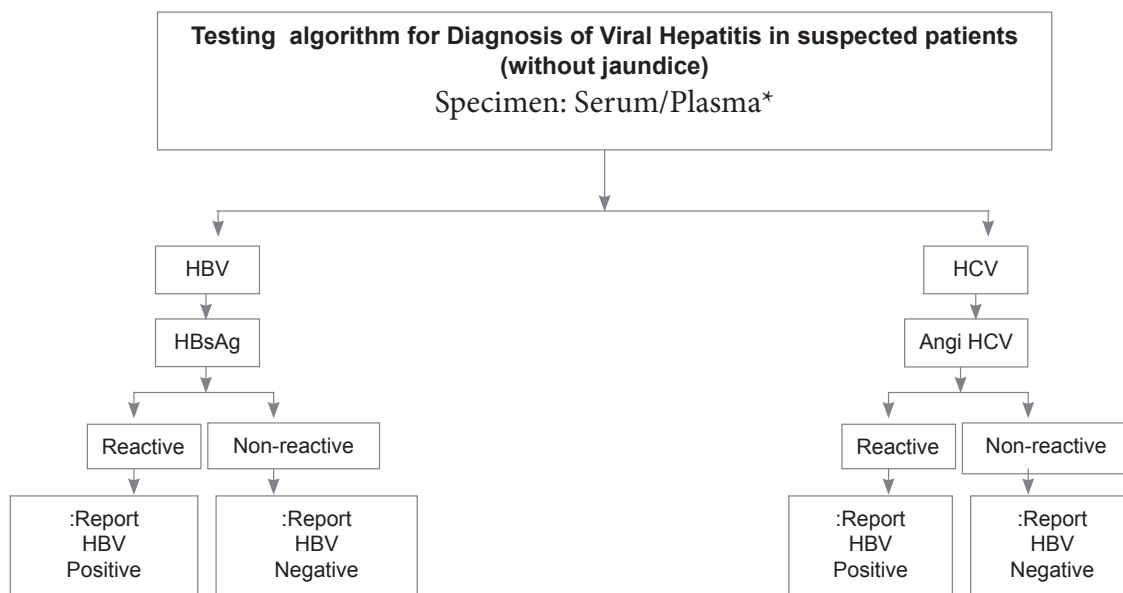 Testing algorithm for Diagnosis of Viral Hepatitis in suspected patients
(without jaundice)
Specimen: Serum/Plasma*
HBV
HCV
HBsAg
Angi HCV
Reactive
Non-reactive
Reactive
Non-reactive
:Report
HBV
Positive
:Report
HBV
Negative
:Report
HBV
Positive
:Report
HBV
Negative